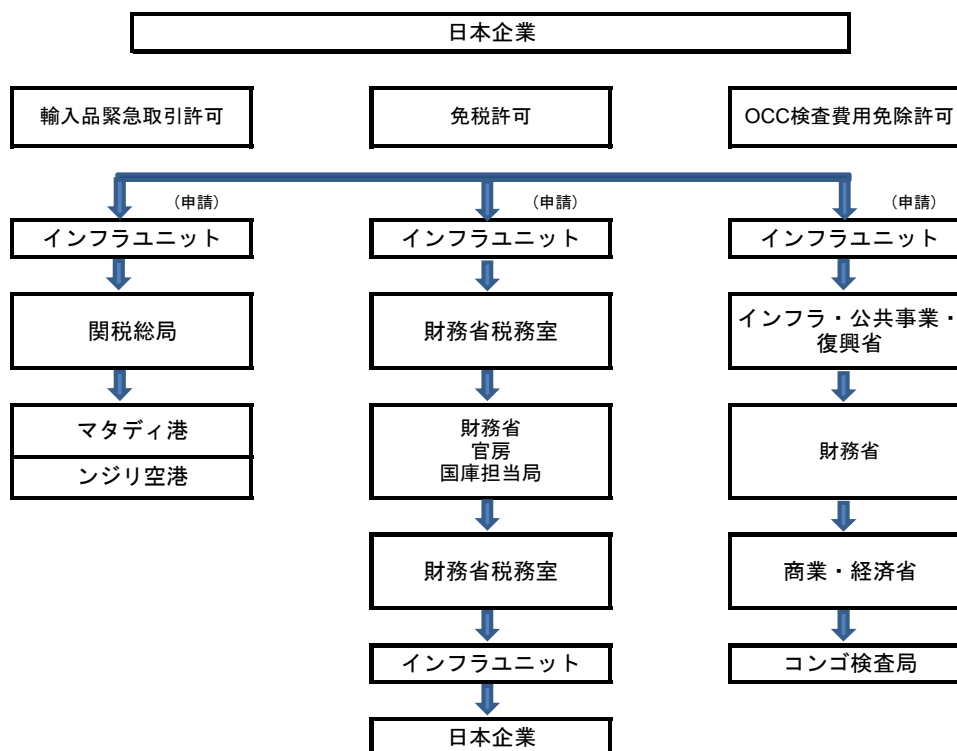 日本企業
輸入品緊急取引許可
免税許可
OCC検査費用免除許可
（申請）
（申請）
（申請）
インフラユニット
インフラユニット
インフラユニット
関税総局
財務省税務室
インフラ・公共事業・
復興省
マタディ港
ンジリ空港
財務省
官房
国庫担当局
財務省
財務省税務室
商業・経済省
インフラユニット
コンゴ検査局
日本企業